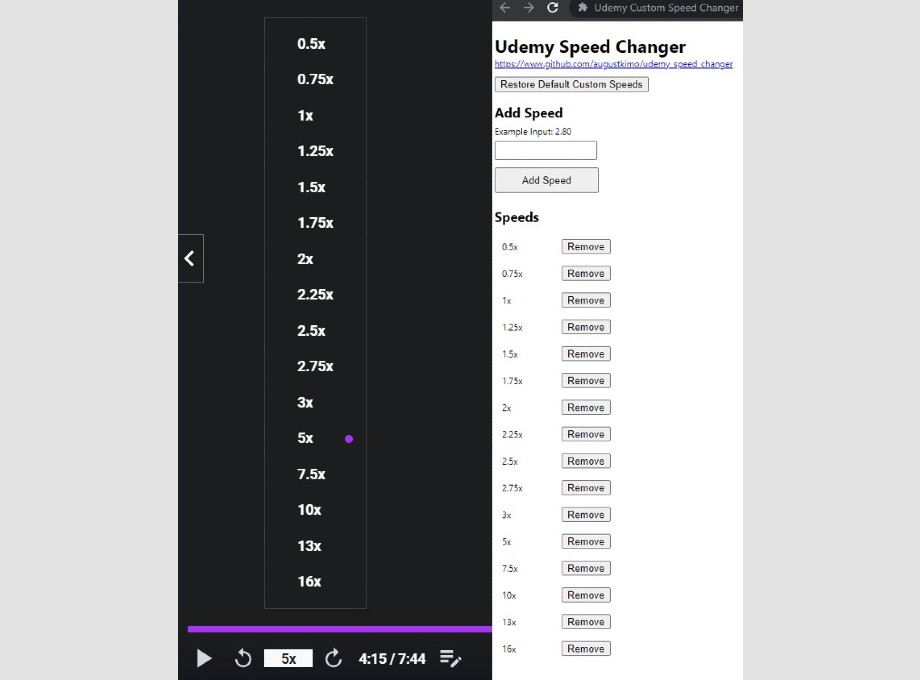 0.5x
0.75x
1x
1.25x
1.5x
1.75x
2x
2.25x
2.5x
2.75x
3x
5x
7.5x
10x
13x
16x
5x
4:15 / 7:44
Udemy Custom Speed Changer
Udemy Speed Changer
https://www.github.com/augustkimo/udemy_speed_changer
Restore Default Custom Speeds
Add Speed
Example Input: 2.80
Add Speed
Speeds
0.5x Remove
0.75x Remove
1x Remove
1.25x Remove
1.5x Remove
1.75x Remove
2x Remove
2.25x Remove
2.5x Remove
2.75x Remove
3x Remove
5x Remove
7.5x Remove
10x Remove
13x Remove
16x Remove